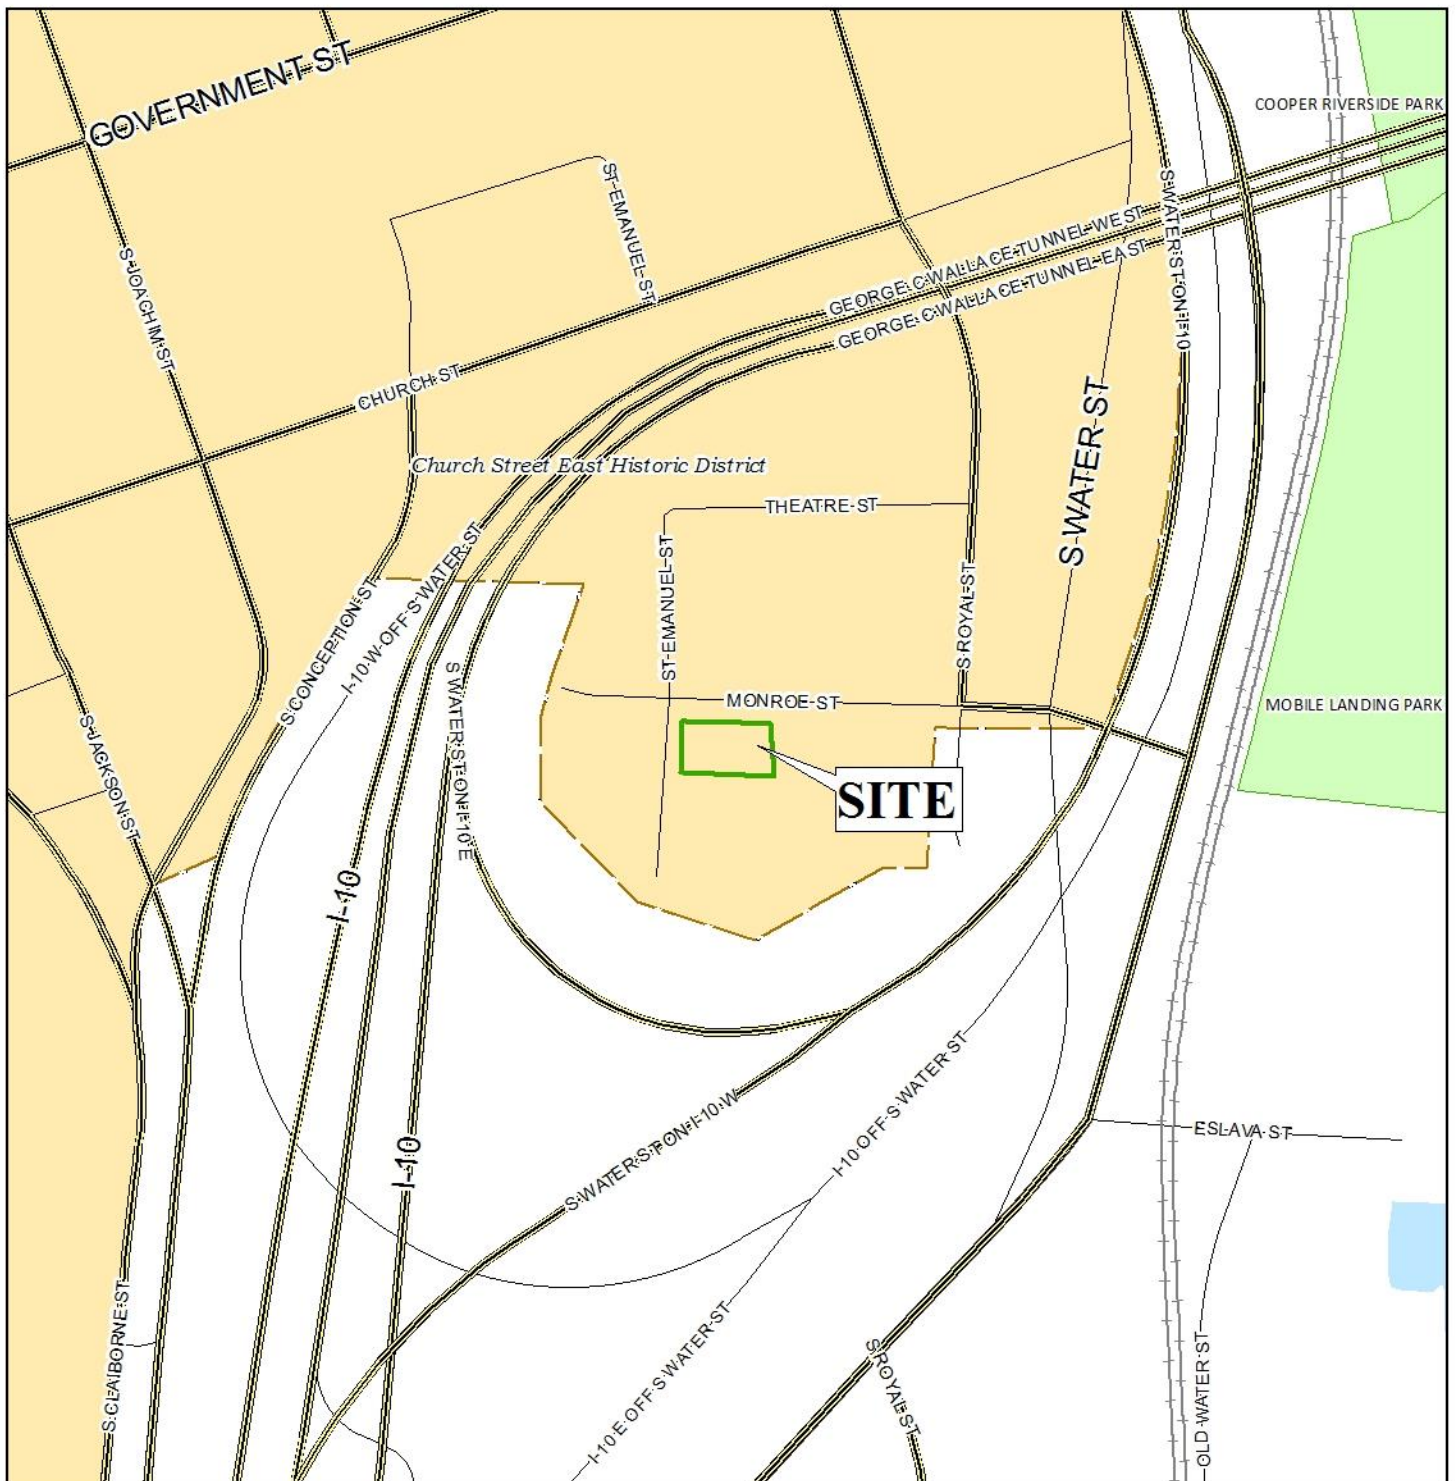 GOVERNMENT ST
COOPER RIVERSIDE PARK
ST EMANUEL ST
S WATER ST ON I-10
S JOACHIM ST
GEORGE C WALLACE TUNNEL WEST
GEORGE C WALLACE TUNNEL EAST
CHURCH ST
S WATER ST
Church Street East Historic District
THEATRE ST
I-10 W OFF S WATER ST
ST EMANUEL ST
S ROYAL ST
S CONCEPTION ST
S WATER ST ON I-10 E
MONROE ST
MOBILE LANDING PARK
S JACKSON ST
SITE
I-10
I-10
S WATER ST ON I-10 W
I-10 OFF S WATER ST
ESLAVA ST
S CLAIBORNE ST
I-10 E OFF S WATER ST
S ROYAL ST
OLD WATER ST